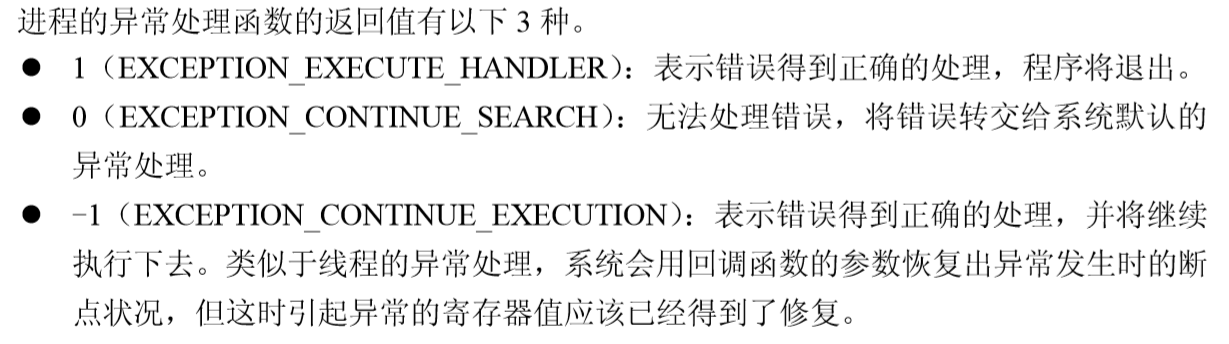 进程的异常处理函数的返回值有以下 3 种。
● 1（EXCEPTION_EXECUTE_HANDLER）：表示错误得到正确的处理，程序将退出。
● 0（EXCEPTION_CONTINUE_SEARCH）：无法处理错误，将错误转交给系统默认的
异常处理。
● −1（EXCEPTION_CONTINUE_EXECUTION）：表示错误得到正确的处理，并将继续
执行下去。类似于线程的异常处理，系统会用回调函数的参数恢复出异常发生时的断
点状况，但这时引起异常的寄存器值应该已经得到了修复。